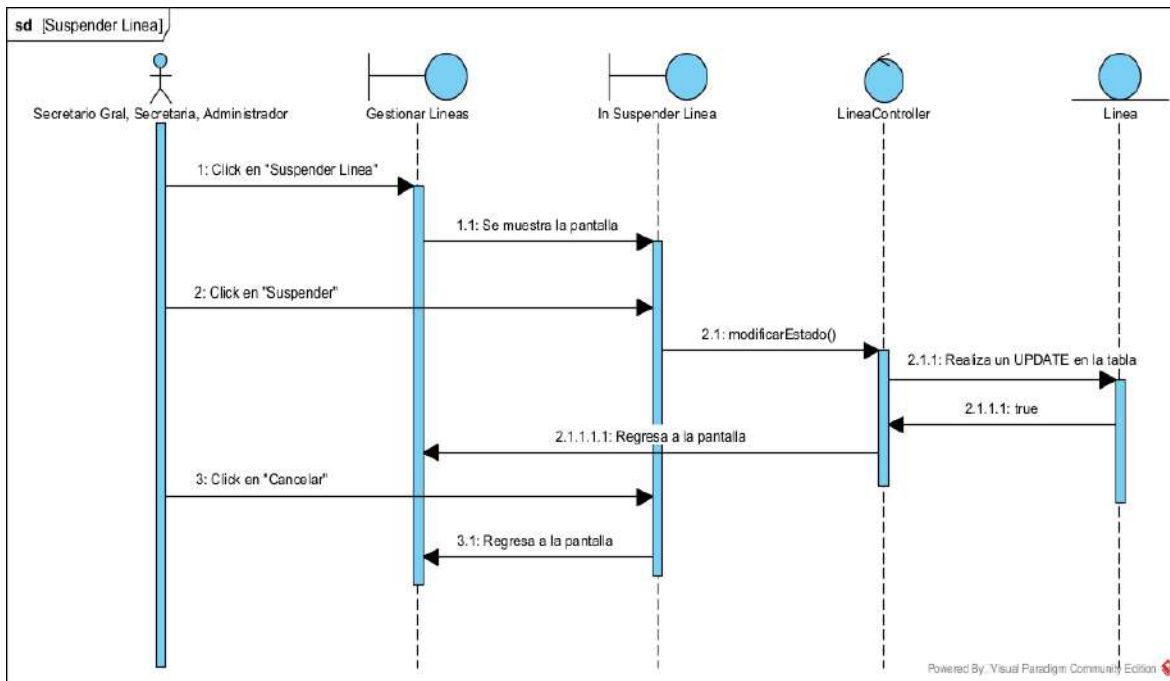 sd [Suspender Linea]
Secretario Gral, Secretaria, Administrador
Gestionar Lineas
In Suspender Linea
LineaController
Linea
1: Click en "Suspender Linea"
1.1: Se muestra la pantalla
2: Click en "Suspender"
2.1: modificarEstado()
2.1.1: Realiza un UPDATE en la tabla
2.1.1.1: true
2.1.1.1.1: Regresa a la pantalla
3: Click en "Cancelar"
3.1: Regresa a la pantalla
Powered By: Visual Paradigm Community Edition